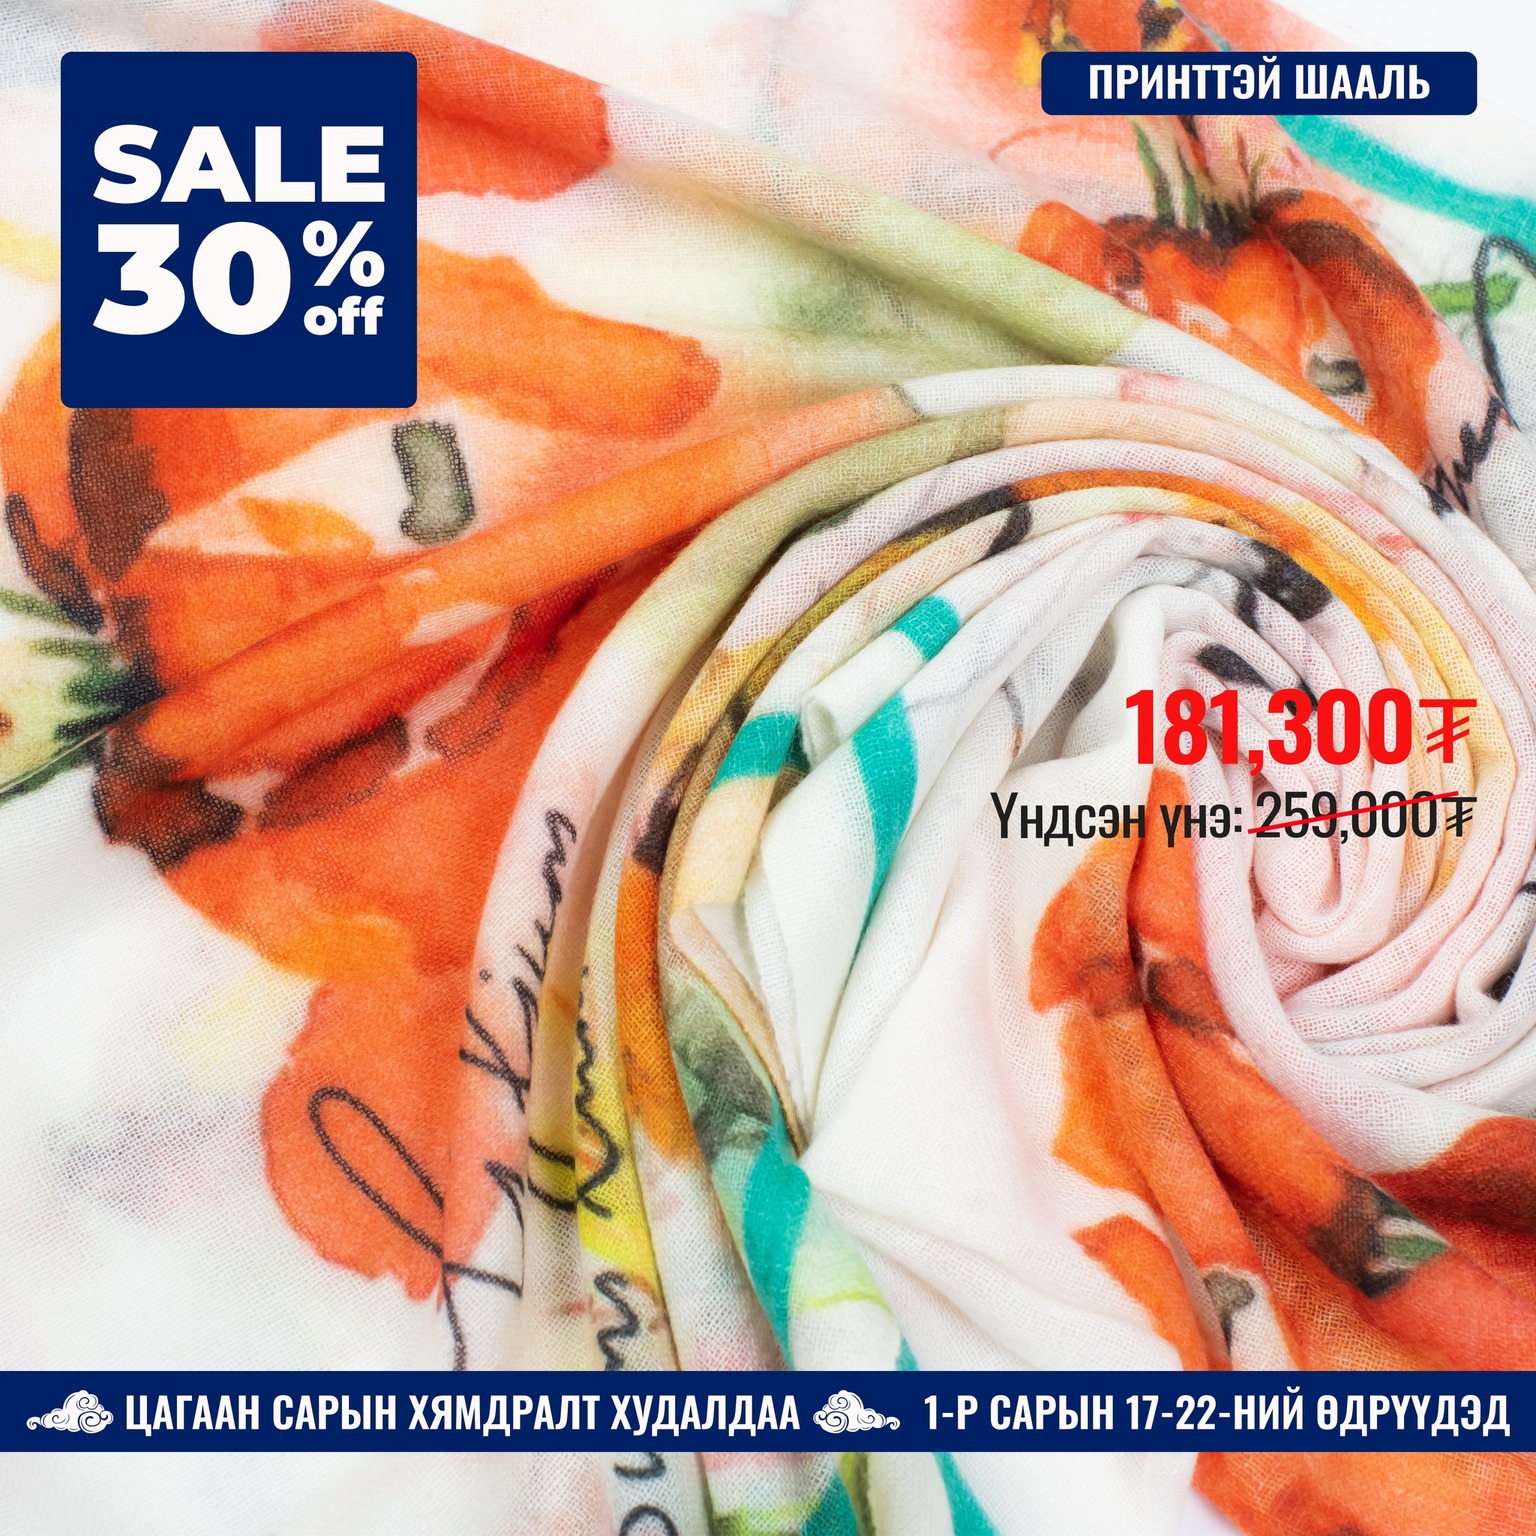 SALE
30%
off
ПРИНТТЭЙ ШААЛЬ
181,300₮
Үндсэн үнэ: 259,000₮
ЦАГААН САРЫН ХЯМДРАЛТ ХУДАЛДАА 1-Р САРЫН 17-22-НИЙ ӨДРҮҮДЭД